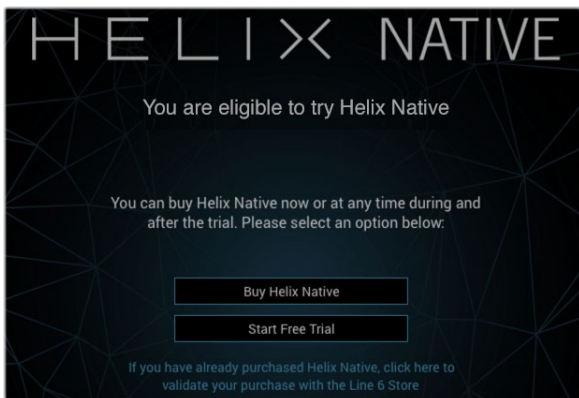 HELIX NATIVE
You are eligible to try Helix Native
You can buy Helix Native now or at any time during and
after the trial. Please select an option below:
Buy Helix Native
Start Free Trial
If you have already purchased Helix Native, click here to
validate your purchase with the Line 6 Store